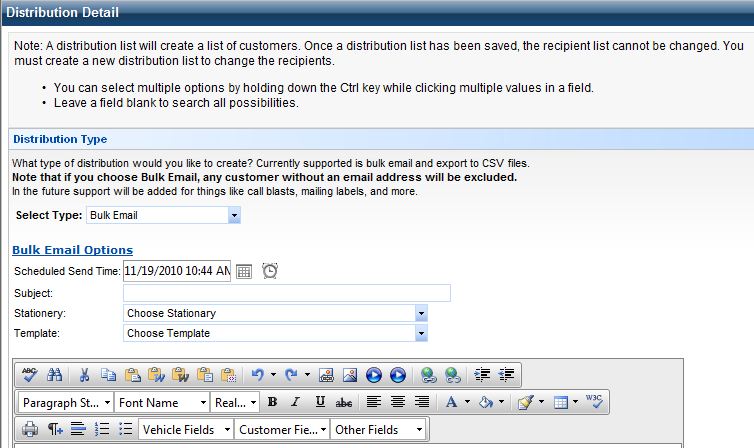 Distribution Detail
Note: A distribution list will create a list of customers. Once a distribution list has been saved, the recipient list cannot be changed. You
must create a new distribution list to change the recipients.
• You can select multiple options by holding down the Ctrl key while clicking multiple values in a field.
• Leave a field blank to search all possibilities.
Distribution Type
What type of distribution would you like to create? Currently supported is bulk email and export to CSV files.
Note that if you choose Bulk Email, any customer without an email address will be excluded.
In the future support will be added for things like call blasts, mailing labels, and more.
Select Type: Bulk Email
Bulk Email Options
Scheduled Send Time: 11/19/2010 10:44 AM
Subject:
Stationery: Choose Stationary
Template: Choose Template
ABC
Paragraph St... Font Name Real... B I U abc A W3C
Vehicle Fields Customer Fie... Other Fields